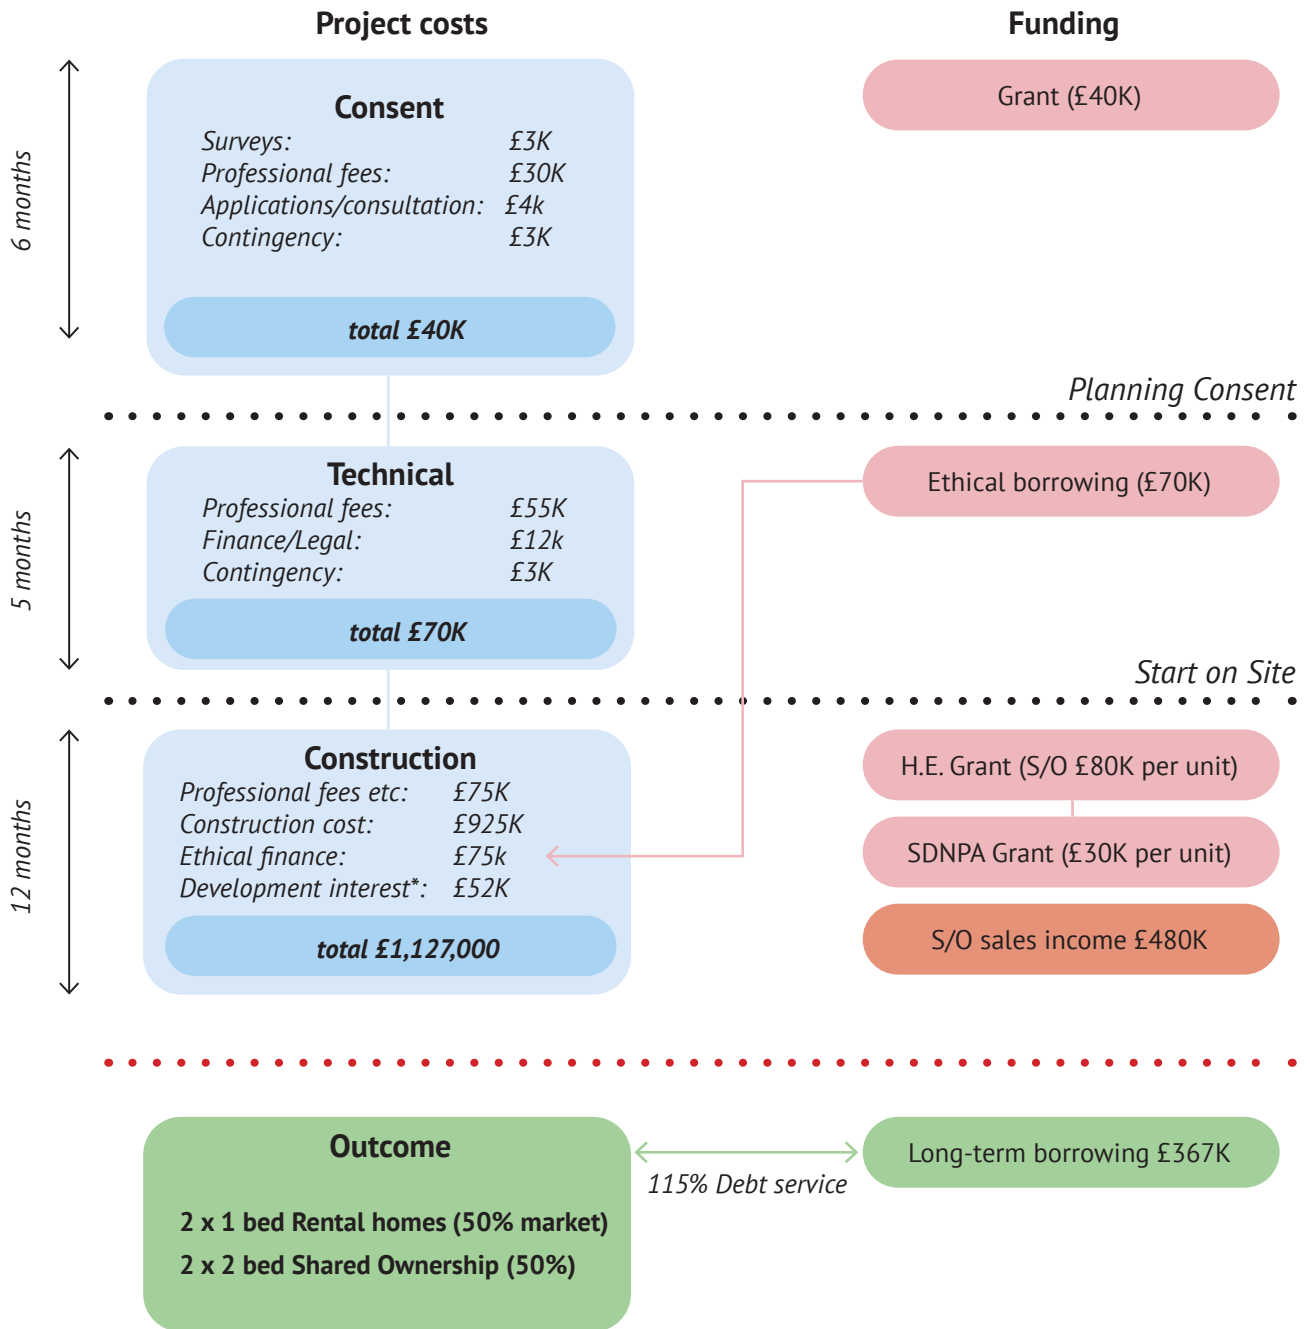 Project costs
Funding
6 months
Consent
Surveys: £3K
Professional fees: £30K
Applications/consultation: £4k
Contingency: £3K
total £40K
Grant (£40K)
Planning Consent
5 months
Technical
Professional fees: £55K
Finance/Legal: £12k
Contingency: £3K
total £70K
Ethical borrowing (£70K)
Start on Site
12 months
Construction
Professional fees etc: £75K
Construction cost: £925K
Ethical finance: £75k
Development interest*: £52K
total £1,127,000
H.E. Grant (S/O £80K per unit)
SDNPA Grant (£30K per unit)
S/O sales income £480K
Outcome
2 x 1 bed Rental homes (50% market)
2 x 2 bed Shared Ownership (50%)
115% Debt service
Long-term borrowing £367K